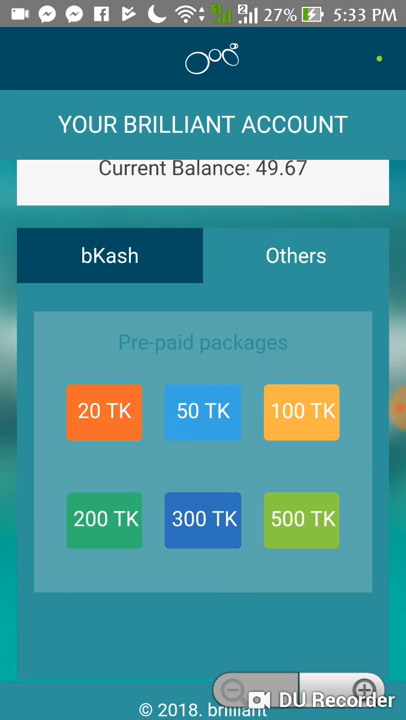 27% 5:33 PM
YOUR BRILLIANT ACCOUNT
Current Balance: 49.67
bKash Others
Pre-paid packages
20 TK 50 TK 100 TK
200 TK 300 TK 500 TK
DU Recorder
© 2018. brilliant